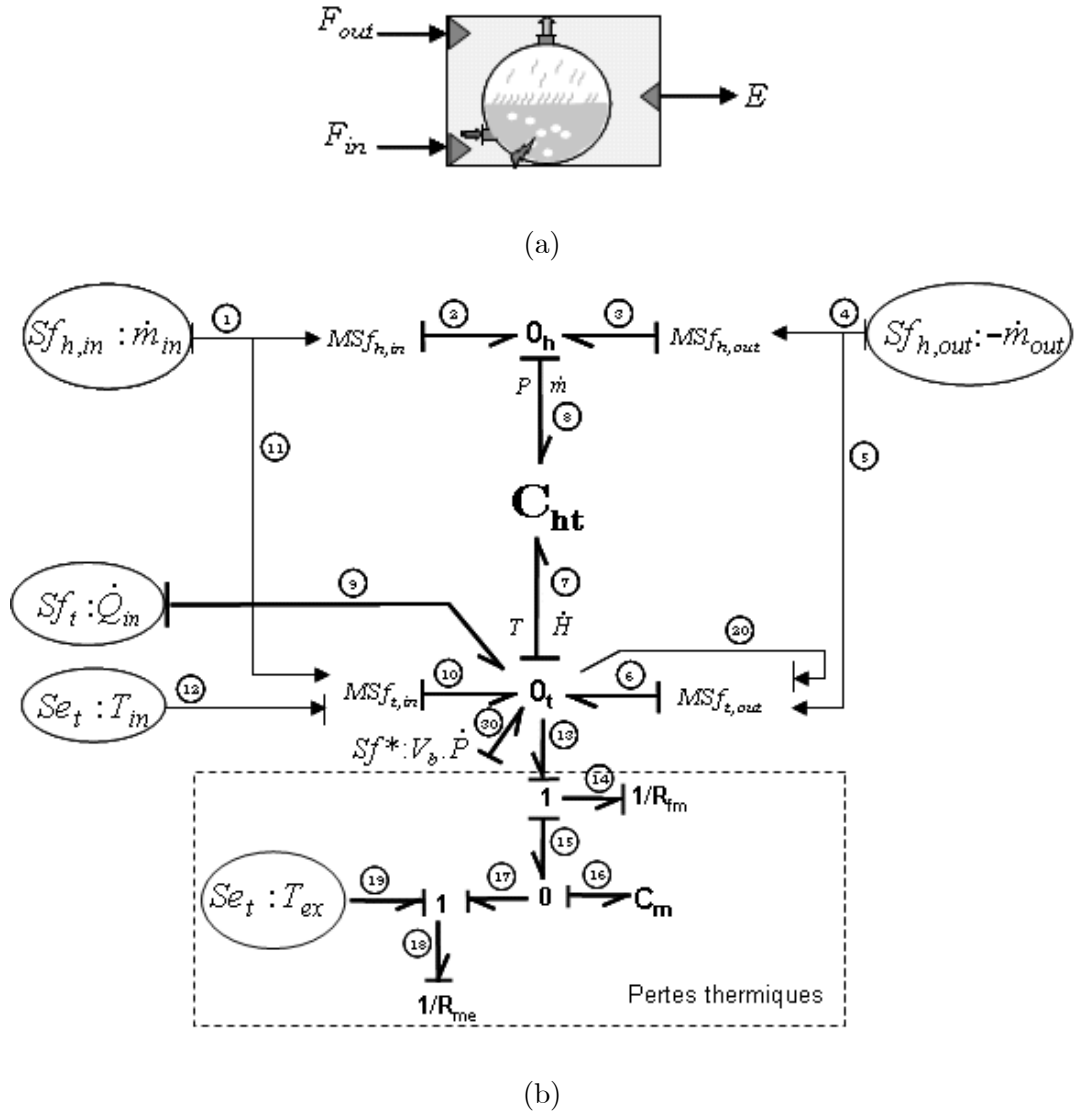 F_out
E
F_in
(a)
1
2
3
4
Sf_h,in : ṁ_in
MSf_h,in
0_h
MSf_h,out
Sf_h,out : -ṁ_out
P ṁ
8
11
5
C_ht
9
7
Sf_t : Q̇_in
T Ḣ
20
12
10
6
Se_t : T_in
MSf_t,in
0_t
MSf_t,out
30
13
Sf* : V_b . Ṗ
14
1
1/R_fm
15
19
17
16
Se_t : T_ex
1
0
C_m
18
1/R_me
Pertes thermiques
(b)